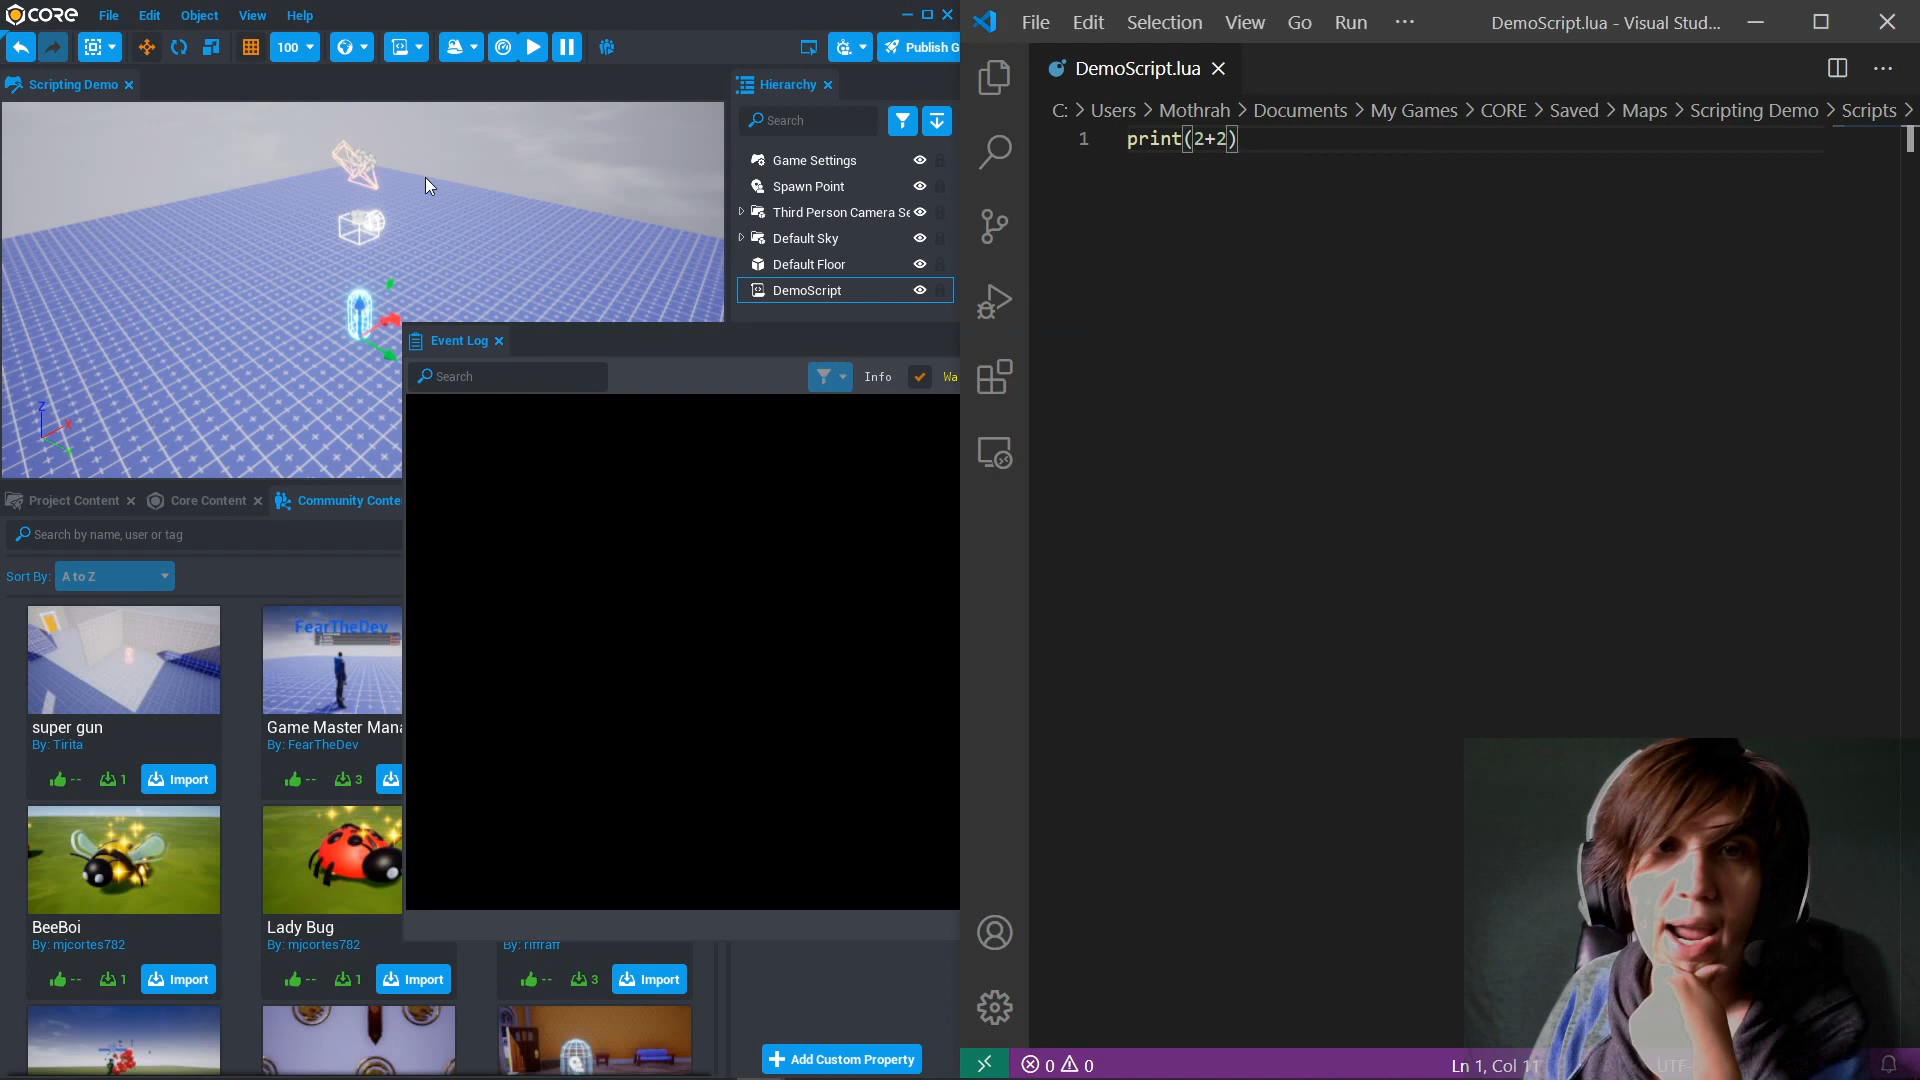 CORE File Edit Object View Help
100 Publish G
Scripting Demo
Hierarchy
Search
Game Settings
Spawn Point
Third Person Camera Se
Default Sky
Default Floor
DemoScript
Event Log
Search Info Wa
Project Content Core Content Community Conte
Search by name, user or tag
Sort By: A to Z
FearTheDev
super gun
By: Tirita
-- 1 Import
Game Master Mana
By: FearTheDev
-- 3
BeeBoi
By: mjcortes782
-- 1 Import
Lady Bug
By: mjcortes782
-- 1 Import
By: riffraff
-- 3 Import
Add Custom Property
File Edit Selection View Go Run ··· DemoScript.lua - Visual Stud...
DemoScript.lua
C: > Users > Mothrah > Documents > My Games > CORE > Saved > Maps > Scripting Demo > Scripts >
1 print(2+2)
0 0 Ln 1, Col 11 UTF-
Z
X